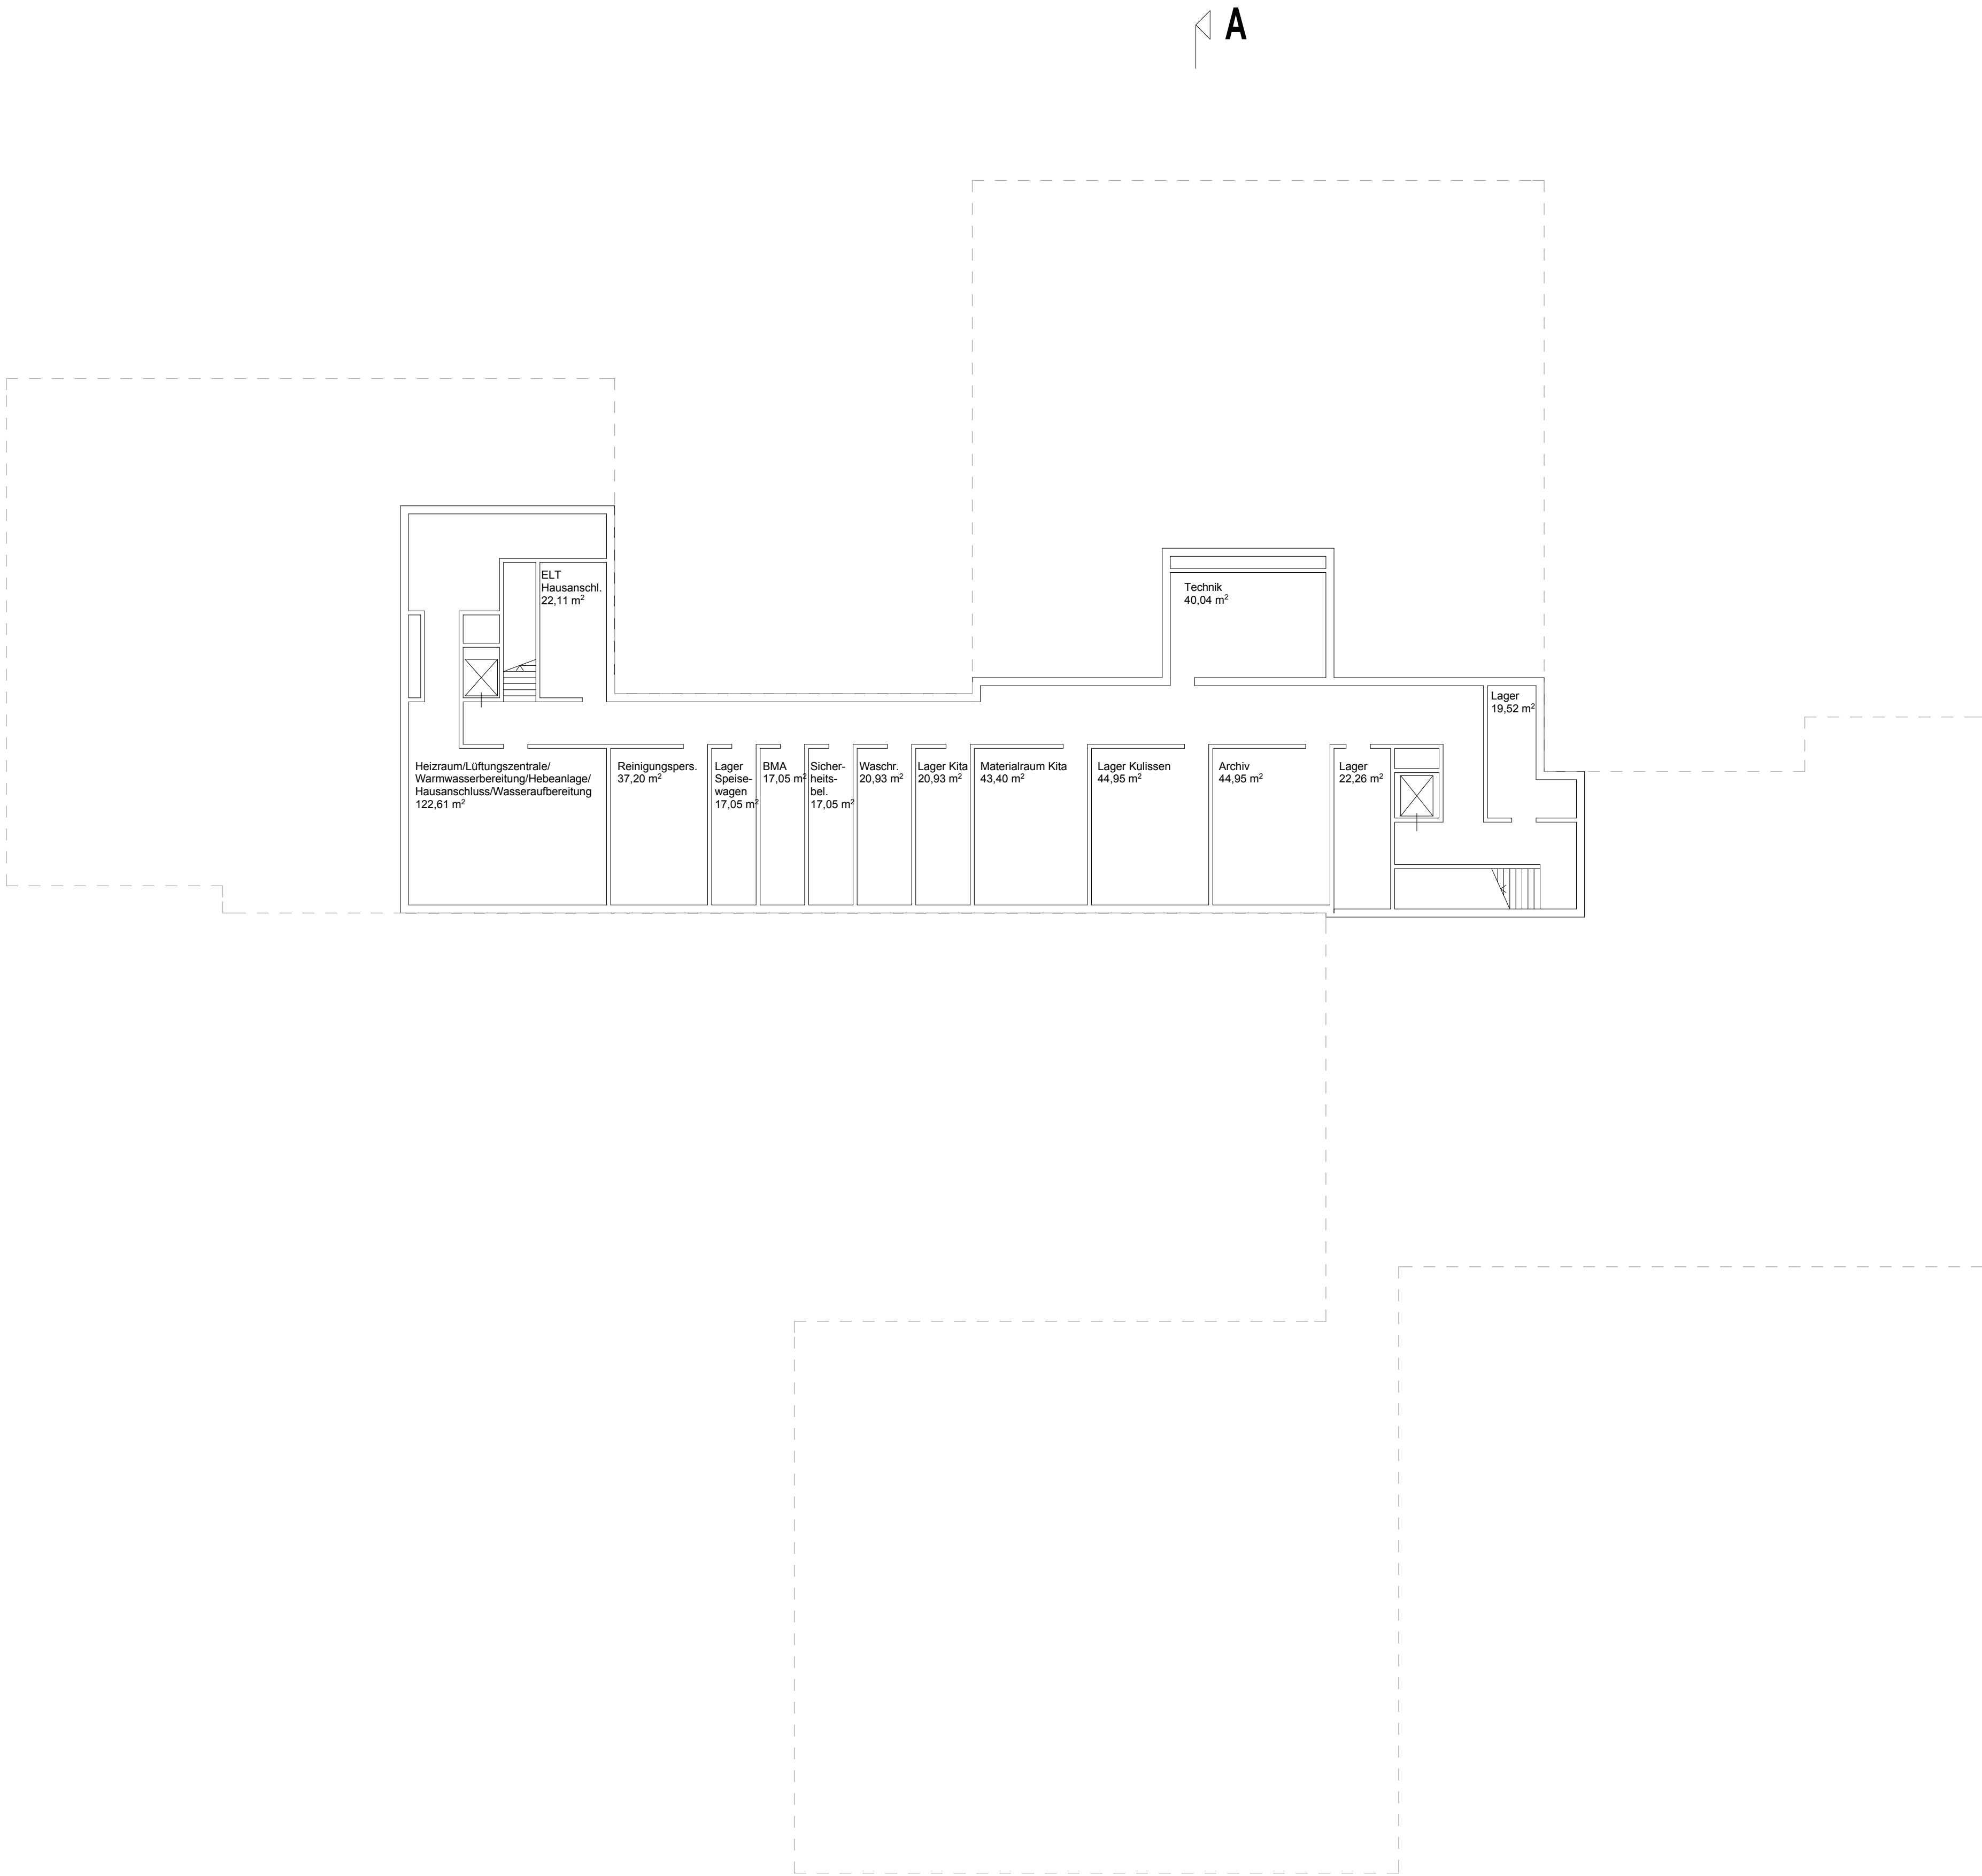 A
ELT
Hausanschl.
22,11 m²
Technik
40,04 m²
Lager
19,52 m²
Heizraum/Lüftungszentrale/
Warmwasserbereitung/Hebeanlage/
Hausanschluss/Wasseraufbereitung
122,61 m²
Reinigungspers.
37,20 m²
Lager
Speise-
wagen
17,05 m²
BMA
17,05 m²
Sicher-
heits-
bel.
17,05 m²
Waschr.
20,93 m²
Lager Kita
20,93 m²
Materialraum Kita
43,40 m²
Lager Kulissen
44,95 m²
Archiv
44,95 m²
Lager
22,26 m²